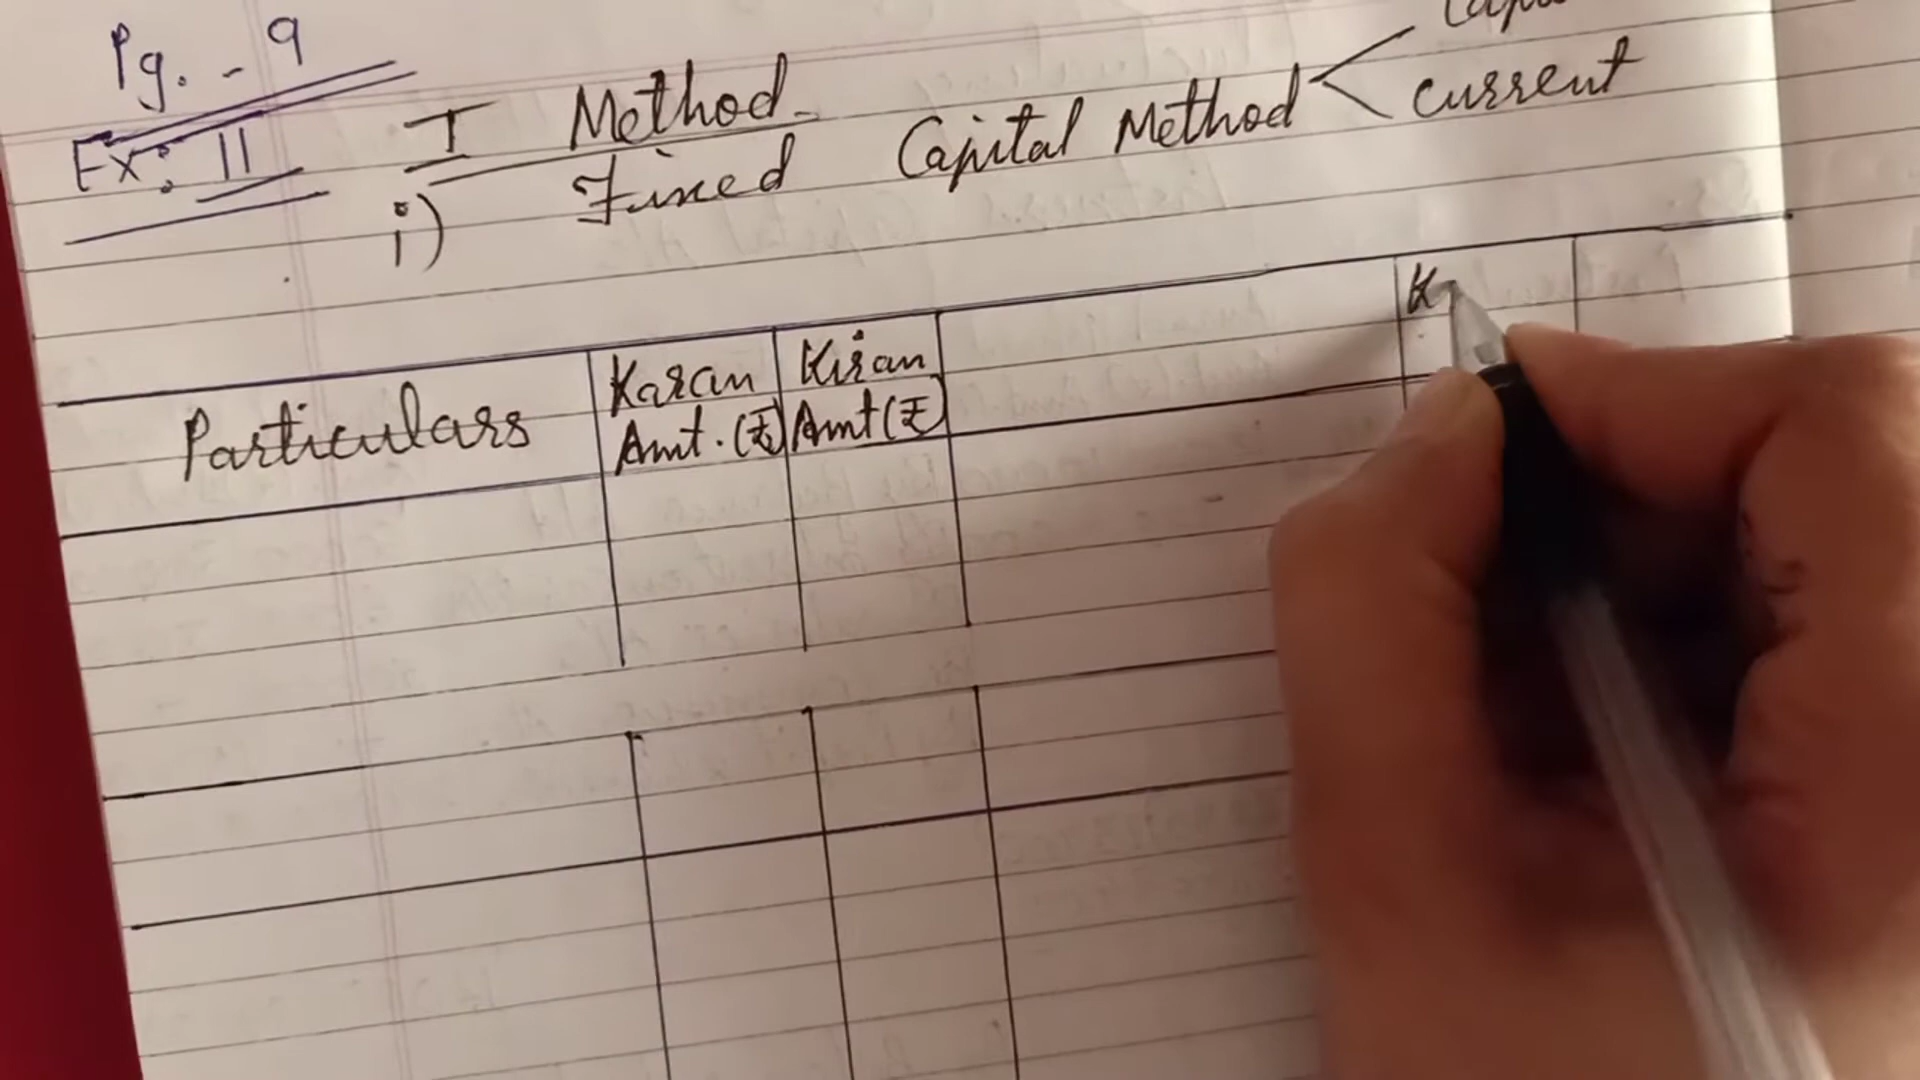 Pg. - 9
Ex: 11
I Method -
i) Fixed Capital Method
current
Particulars
Karan
Amt. (₹)
Kiran
Amt (₹)
K